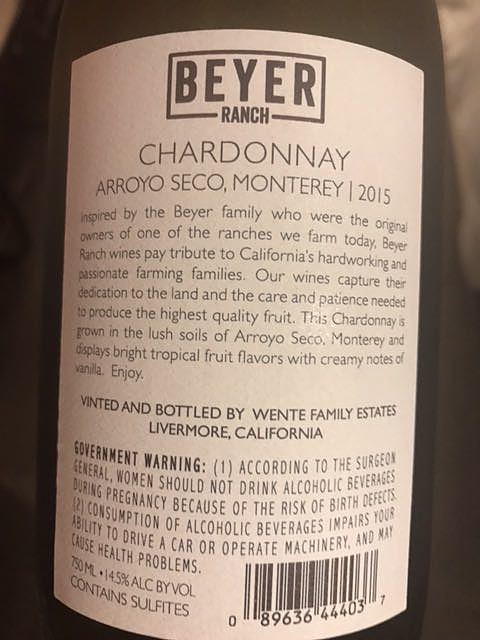 BEYER
RANCH
CHARDONNAY
ARROYO SECO, MONTEREY | 2015
Inspired by the Beyer family who were the original
owners of one of the ranches we farm today, Beyer
Ranch wines pay tribute to California's hardworking and
passionate farming families. Our wines capture their
dedication to the land and the care and patience needed
to produce the highest quality fruit. This Chardonnay is
grown in the lush soils of Arroyo Seco, Monterey and
displays bright tropical fruit flavors with creamy notes of
vanilla. Enjoy.
VINTED AND BOTTLED BY WENTE FAMILY ESTATES
LIVERMORE, CALIFORNIA
GOVERNMENT WARNING: (1) ACCORDING TO THE SURGEON
GENERAL, WOMEN SHOULD NOT DRINK ALCOHOLIC BEVERAGES
DURING PREGNANCY BECAUSE OF THE RISK OF BIRTH DEFECTS.
(2) CONSUMPTION OF ALCOHOLIC BEVERAGES IMPAIRS YOUR
ABILITY TO DRIVE A CAR OR OPERATE MACHINERY, AND MAY
CAUSE HEALTH PROBLEMS.
750 ML • 14.5% ALC BY VOL
CONTAINS SULFITES
0 89636 44403 7